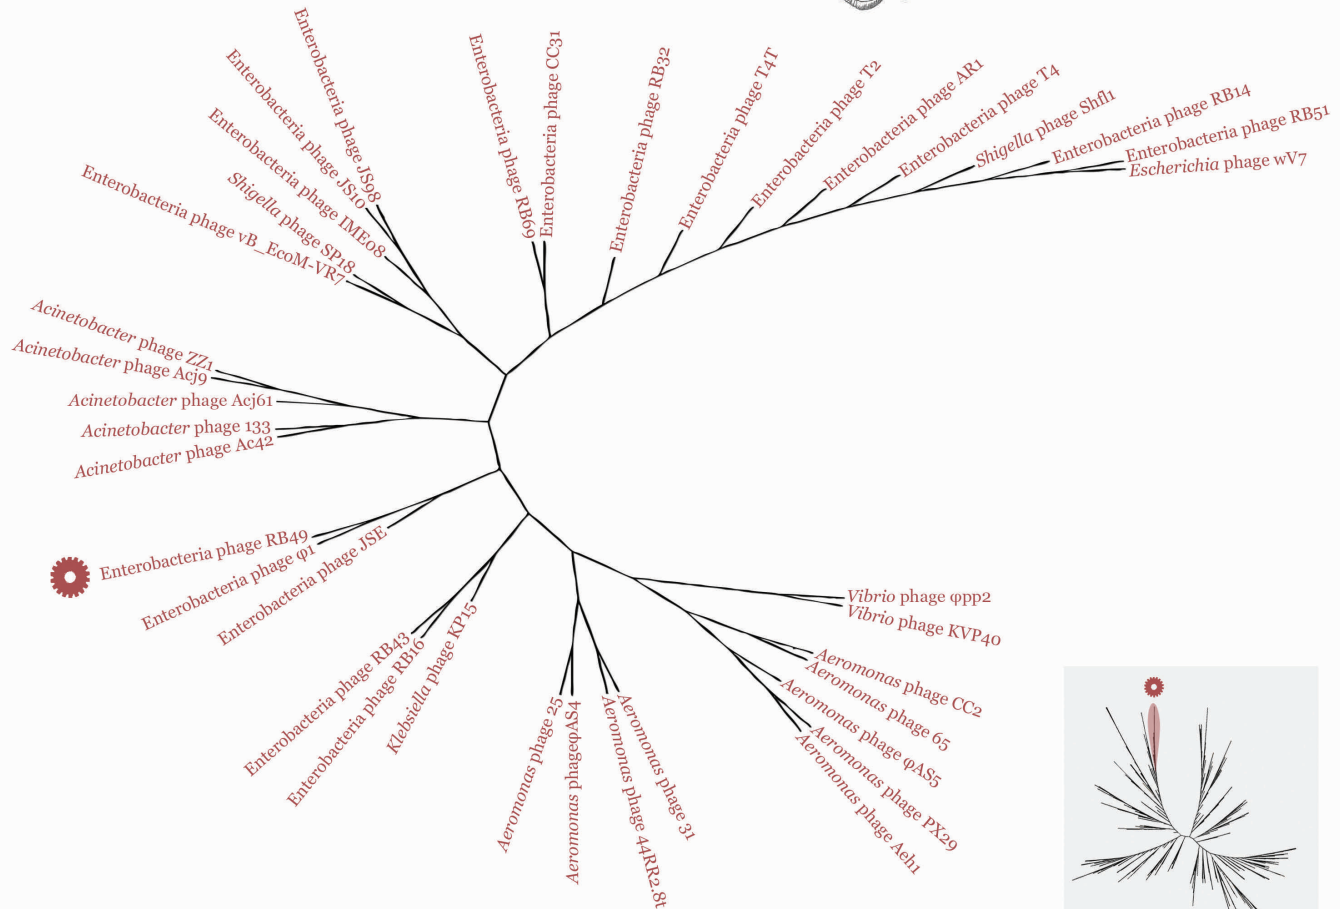 Enterobacteria phage JS98
Enterobacteria phage JS10
Enterobacteria phage IME08
Shigella phage SP18
Enterobacteria phage vB_EcoM-VR7
Enterobacteria phage RB69
Enterobacteria phage CC31
Enterobacteria phage RB32
Enterobacteria phage T4T
Enterobacteria phage T2
Enterobacteria phage AR1
Enterobacteria phage T4
Shigella phage Shfl1
Enterobacteria phage RB14
Enterobacteria phage RB51
Escherichia phage wV7
Acinetobacter phage ZZ1
Acinetobacter phage Acj9
Acinetobacter phage Acj61
Acinetobacter phage 133
Acinetobacter phage Ac42
Enterobacteria phage RB49
Enterobacteria phage φ1
Enterobacteria phage JSE
Enterobacteria phage RB43
Enterobacteria phage RB16
Klebsiella phage KP15
Aeromonas phage 25
Aeromonas phageφAS4
Aeromonas phage 44RR2.8t
Aeromonas phage 31
Vibrio phage φpp2
Vibrio phage KVP40
Aeromonas phage CC2
Aeromonas phage 65
Aeromonas phage φAS5
Aeromonas phage PX29
Aeromonas phage Aeh1